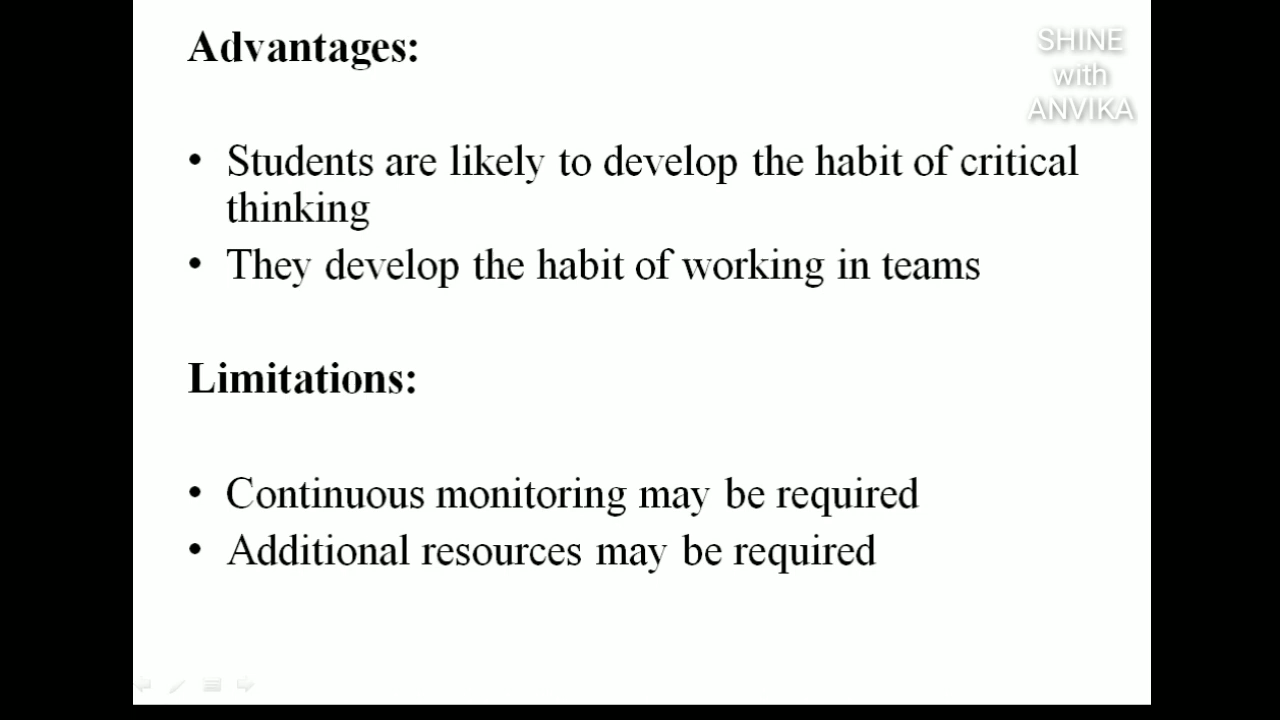 Advantages:
SHINE
with
ANVIKA
• Students are likely to develop the habit of critical
thinking
• They develop the habit of working in teams
Limitations:
• Continuous monitoring may be required
• Additional resources may be required